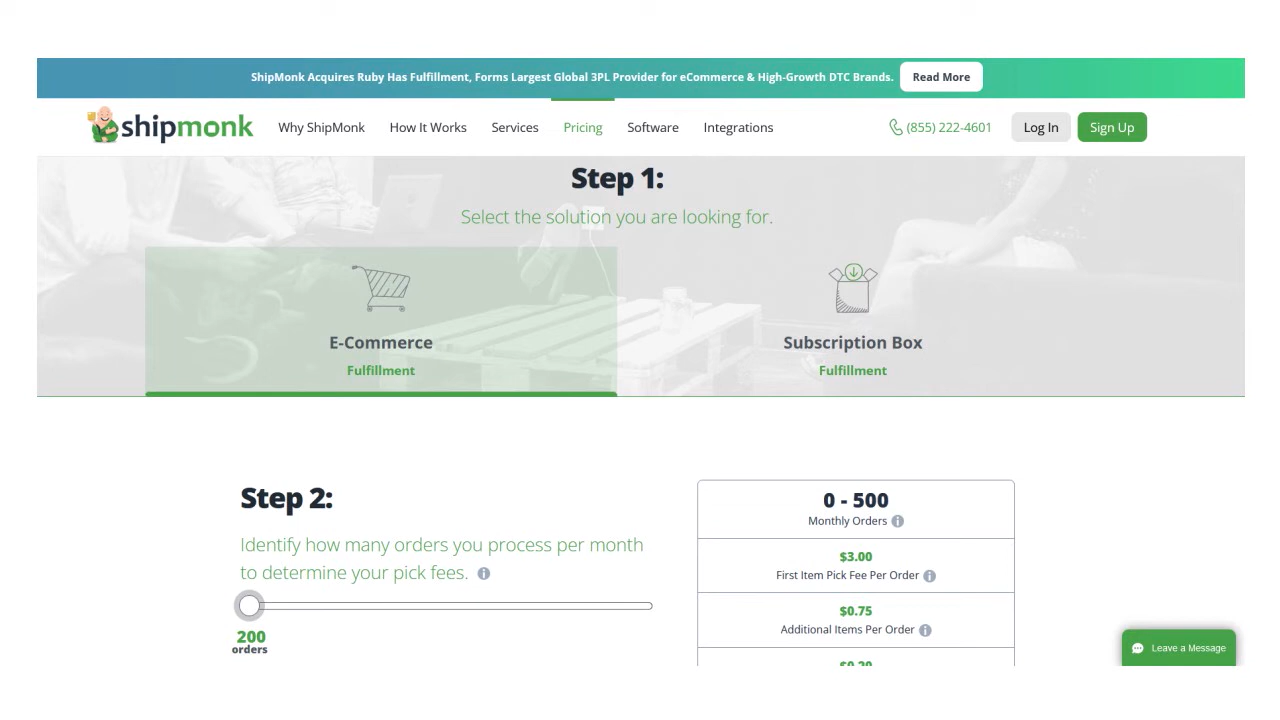 ShipMonk Acquires Ruby Has Fulfillment, Forms Largest Global 3PL Provider for eCommerce & High-Growth DTC Brands. Read More
shipmonk Why ShipMonk How It Works Services Pricing Software Integrations (855) 222-4601 Log In Sign Up
Step 1:
Select the solution you are looking for.
E-Commerce
Fulfillment
Subscription Box
Fulfillment
Step 2:
Identify how many orders you process per month
to determine your pick fees.
200
orders
0 - 500
Monthly Orders
$3.00
First Item Pick Fee Per Order
$0.75
Additional Items Per Order
$0.20
Leave a Message